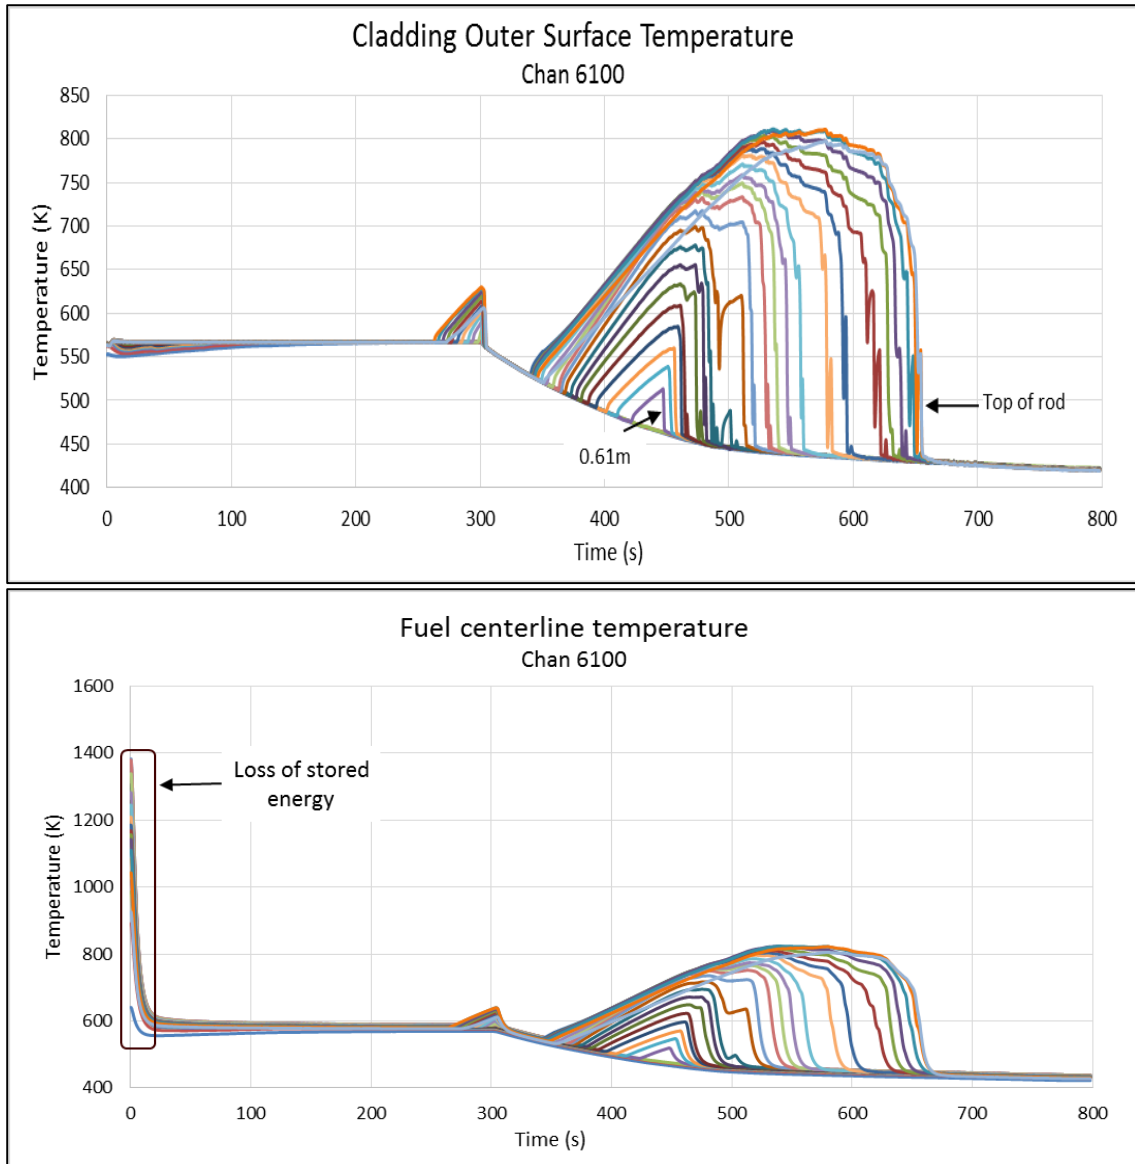 Cladding Outer Surface Temperature
Chan 6100
850
800
750
700
650
600
550
500
450
400
Temperature (K)
Top of rod
0.61m
0 100 200 300 400 500 600 700 800
Time (s)
Fuel centerline temperature
Chan 6100
1600
1400
1200
1000
800
600
400
Temperature (K)
Loss of stored
energy
0 100 200 300 400 500 600 700 800
Time (s)